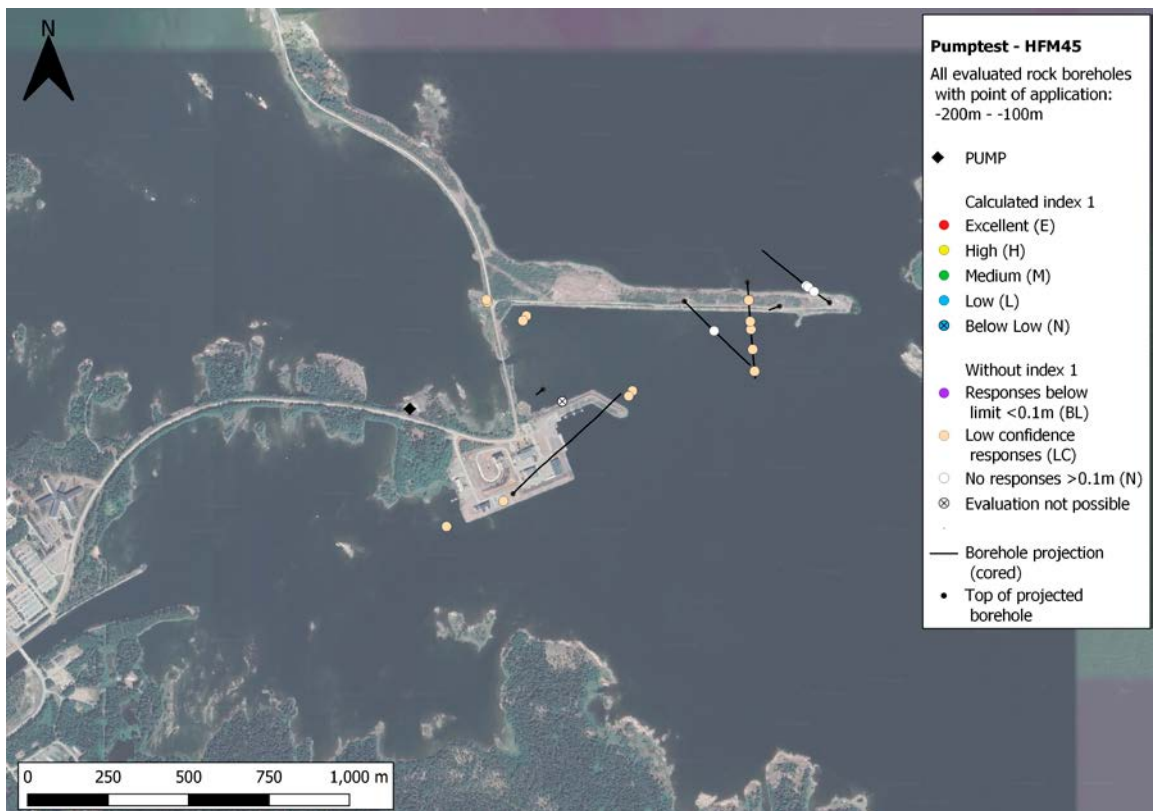 N
Pumptest - HFM45
All evaluated rock boreholes
with point of application:
-200m - -100m
PUMP
Calculated index 1
Excellent (E)
High (H)
Medium (M)
Low (L)
Below Low (N)
Without index 1
Responses below
limit <0.1m (BL)
Low confidence
responses (LC)
No responses >0.1m (N)
Evaluation not possible
Borehole projection
(cored)
Top of projected
borehole
0 250 500 750 1,000 m